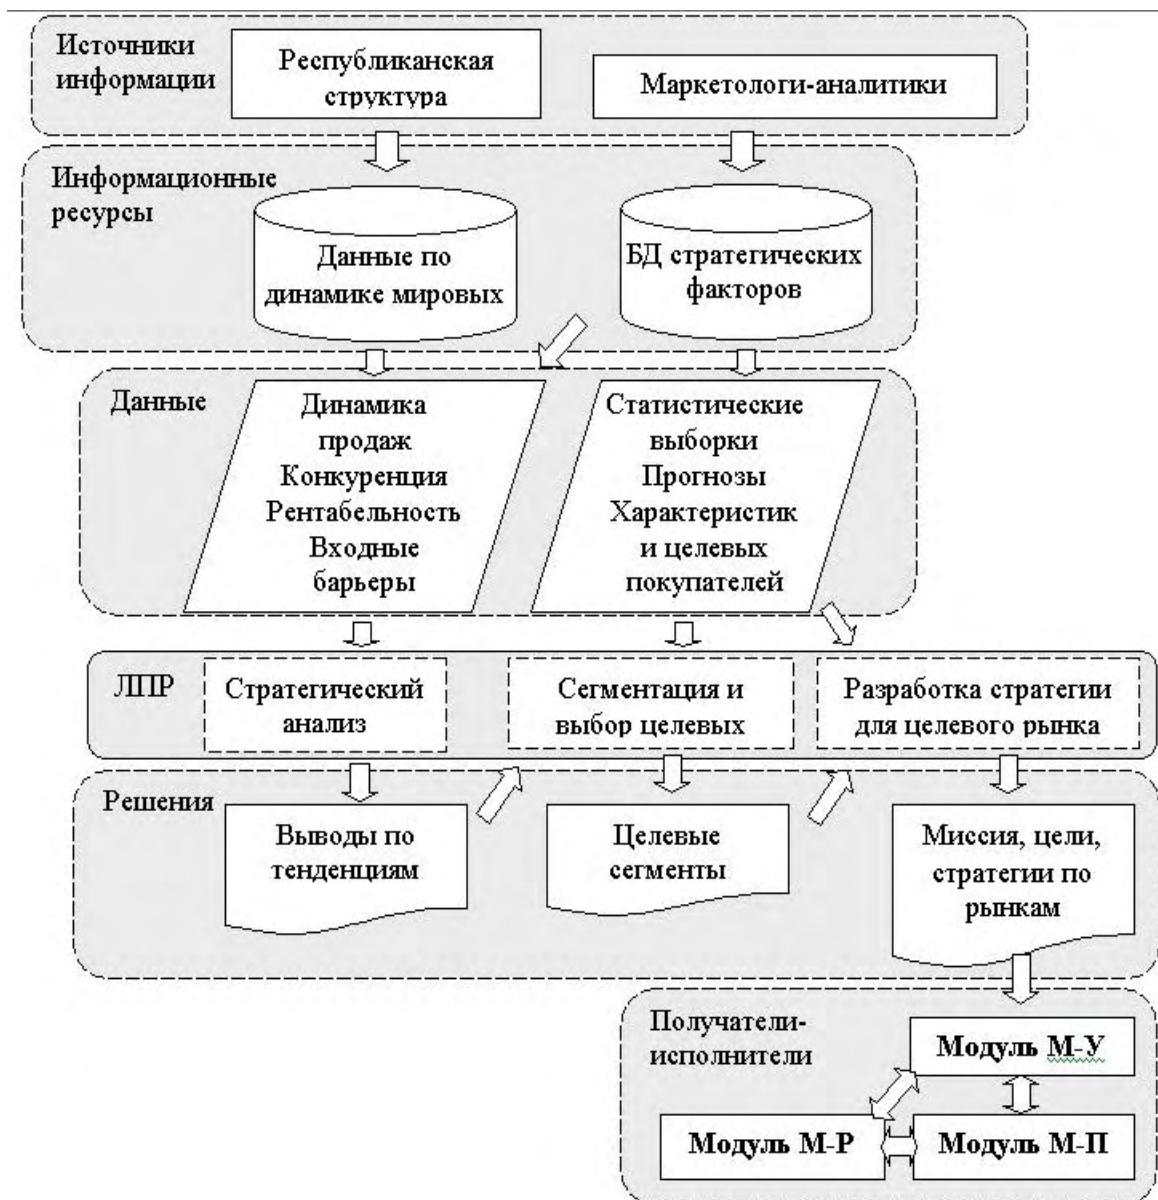 Источники
информации
Республиканская
структура
Маркетологи-аналитики
Информационные
ресурсы
Данные по
динамике мировых
БД стратегических
факторов
Данные
Динамика
продаж
Конкуренция
Рентабельность
Входные
барьеры
Статистические
выборки
Прогнозы
Характеристик
и целевых
покупателей
ЛПР
Стратегический
анализ
Сегментация и
выбор целевых
Разработка стратегии
для целевого рынка
Решения
Выводы по
тенденциям
Целевые
сегменты
Миссия, цели,
стратегии по
рынкам
Получатели-
исполнители
Модуль М-У
Модуль М-Р
Модуль М-П